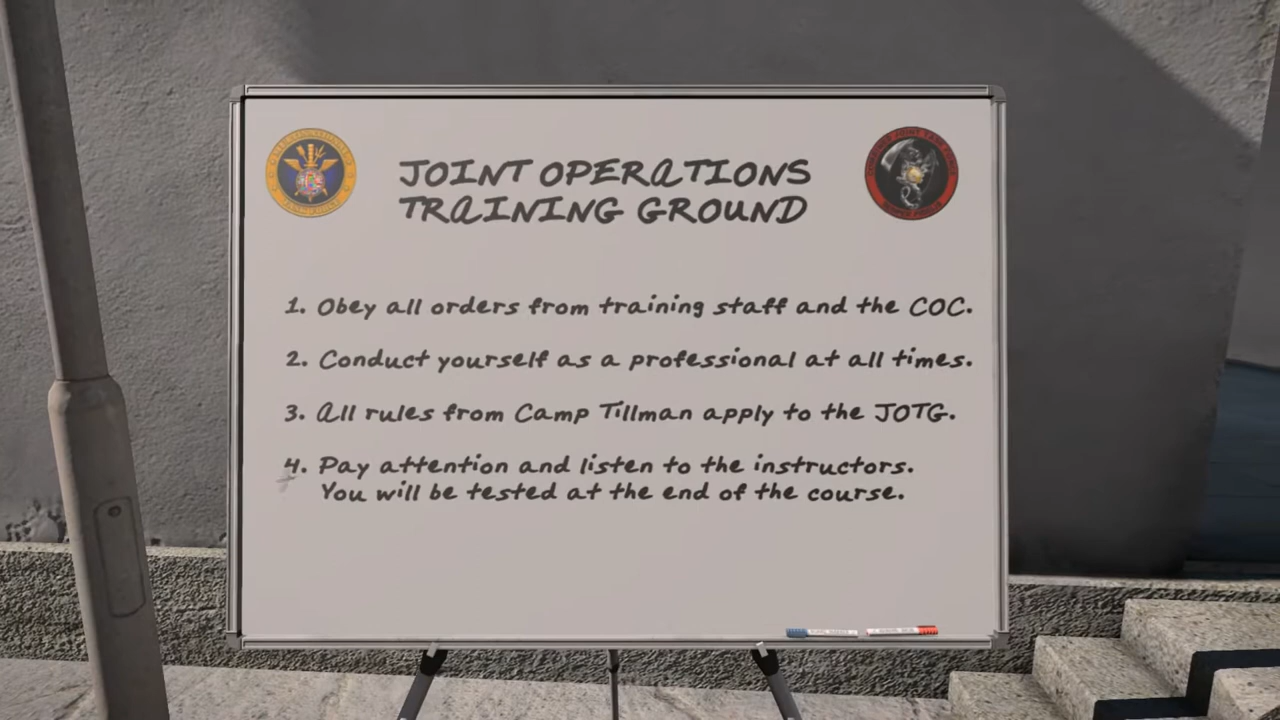 JOINT OPERATIONS
TRAINING GROUND
1. Obey all orders from training staff and the COC.
2. Conduct yourself as a professional at all times.
3. All rules from Camp Tillman apply to the JOTG.
4. Pay attention and listen to the instructors.
You will be tested at the end of the course.